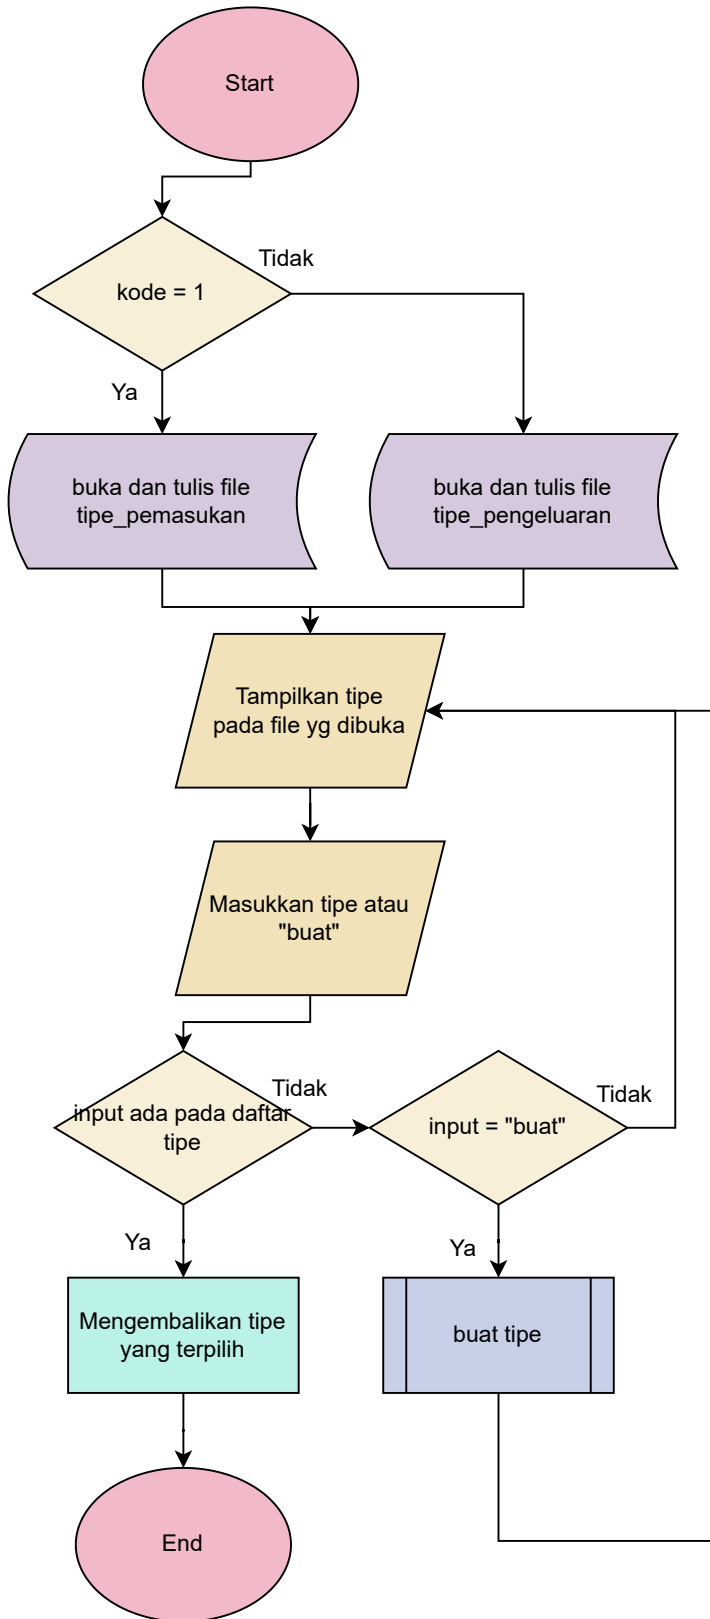 Start
Tidak
kode = 1
Ya
buka dan tulis file
tipe_pemasukan
buka dan tulis file
tipe_pengeluaran
Tampilkan tipe
pada file yg dibuka
Masukkan tipe atau
"buat"
Tidak
input ada pada daftar
tipe
Tidak
input = "buat"
Ya
Ya
Mengembalikan tipe
yang terpilih
buat tipe
End